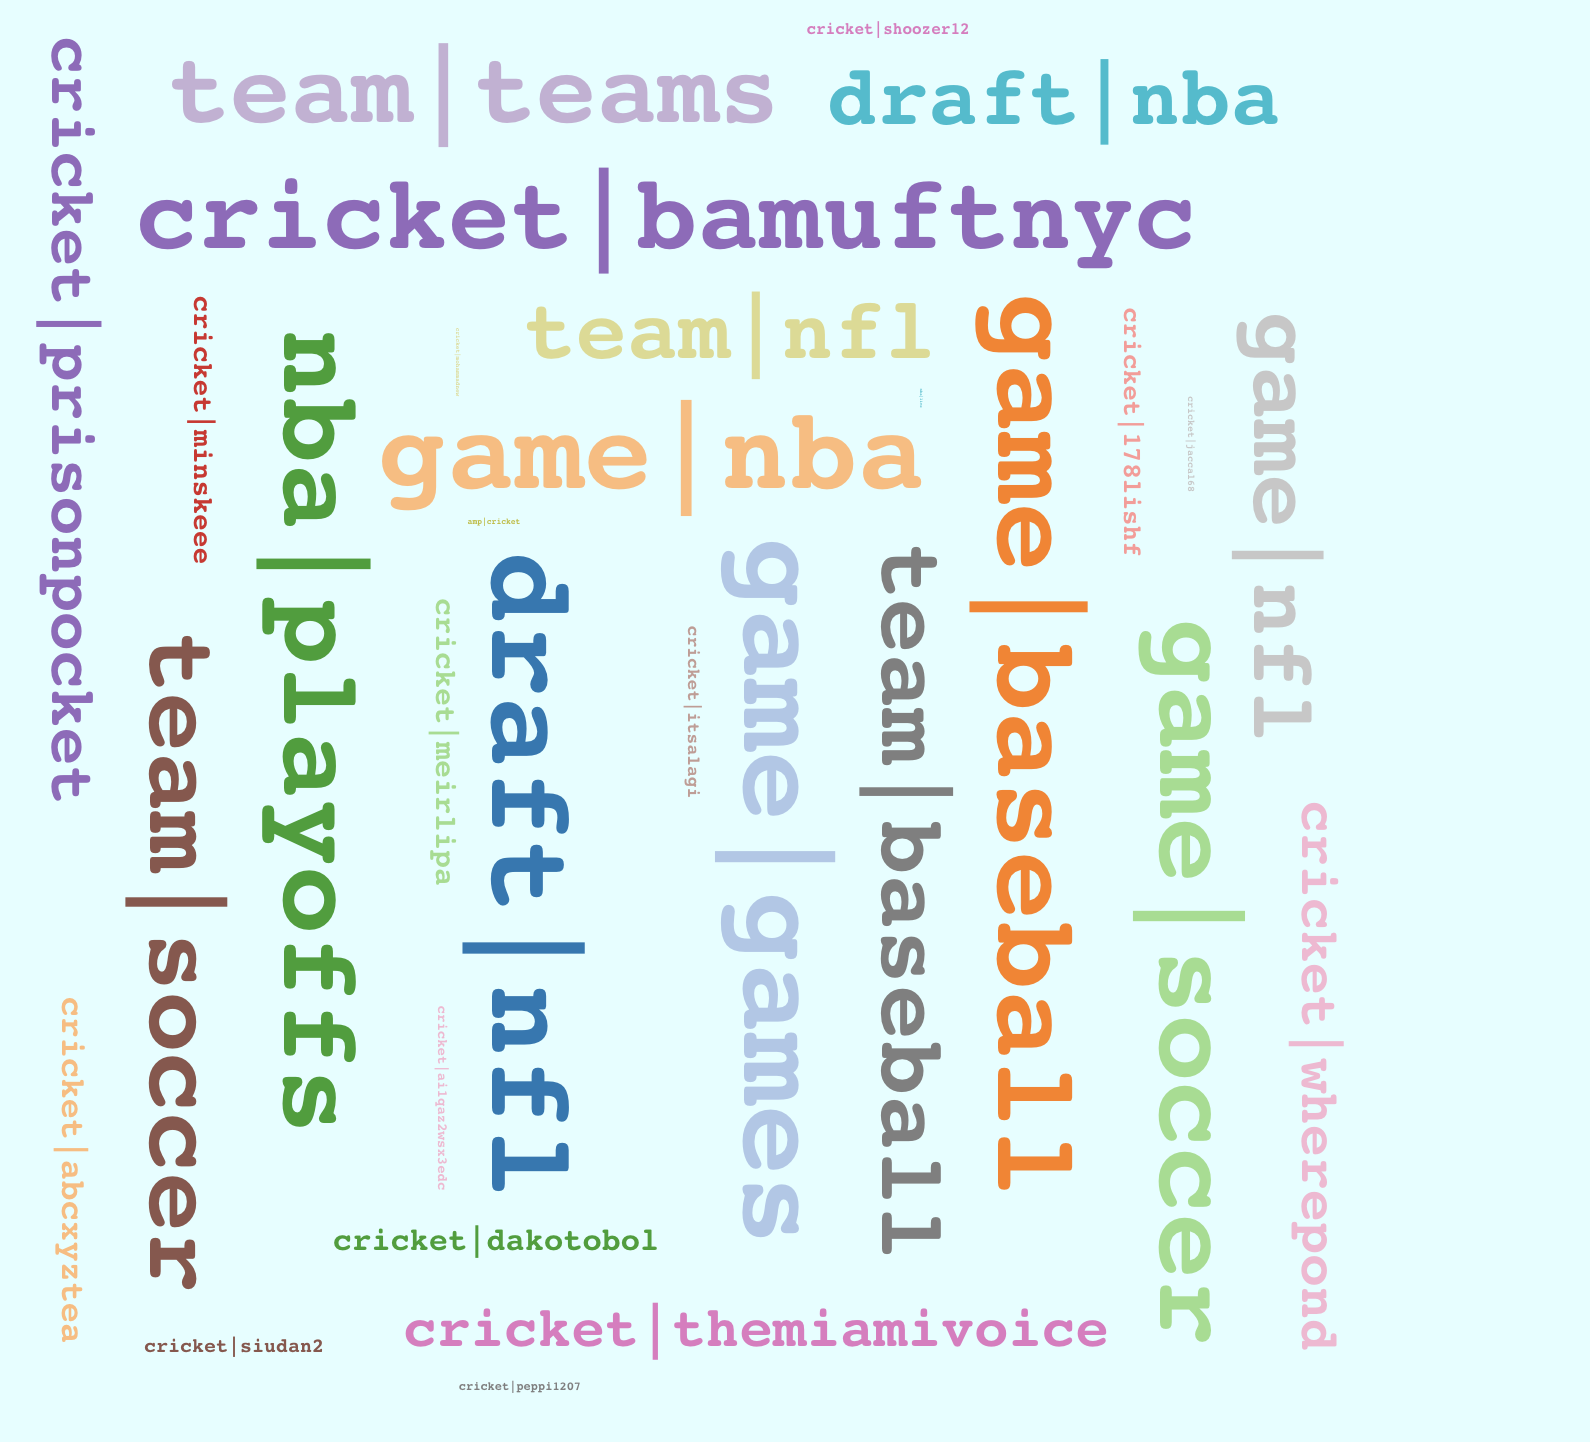 cricket|shoozer12
team|teams
draft|nba
cricket|prisonpocket
cricket|bamuftnyc
team|nfl
game|baseball
cricket|minskeee
cricket|1781ishf
game|nfl
nba|playoffs
cricket|jacca168
game|nba
amp|cricket
draft|nfl
game|games
team|baseball
cricket|meirlipa
cricket|itsalagi
game|soccer
team|soccer
cricket|wherepond
cricket|abcxyztea
cricket|ailqaz2wsx3edc
cricket|dakotobol
cricket|themiamivoice
cricket|siudan2
cricket|peppi1207